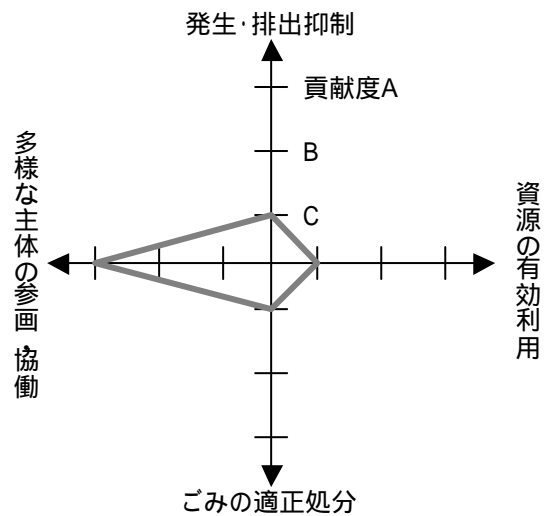 発生・排出抑制
貢献度A
B
C
多様な主体の参画・協働
資源の有効利用
ごみの適正処分